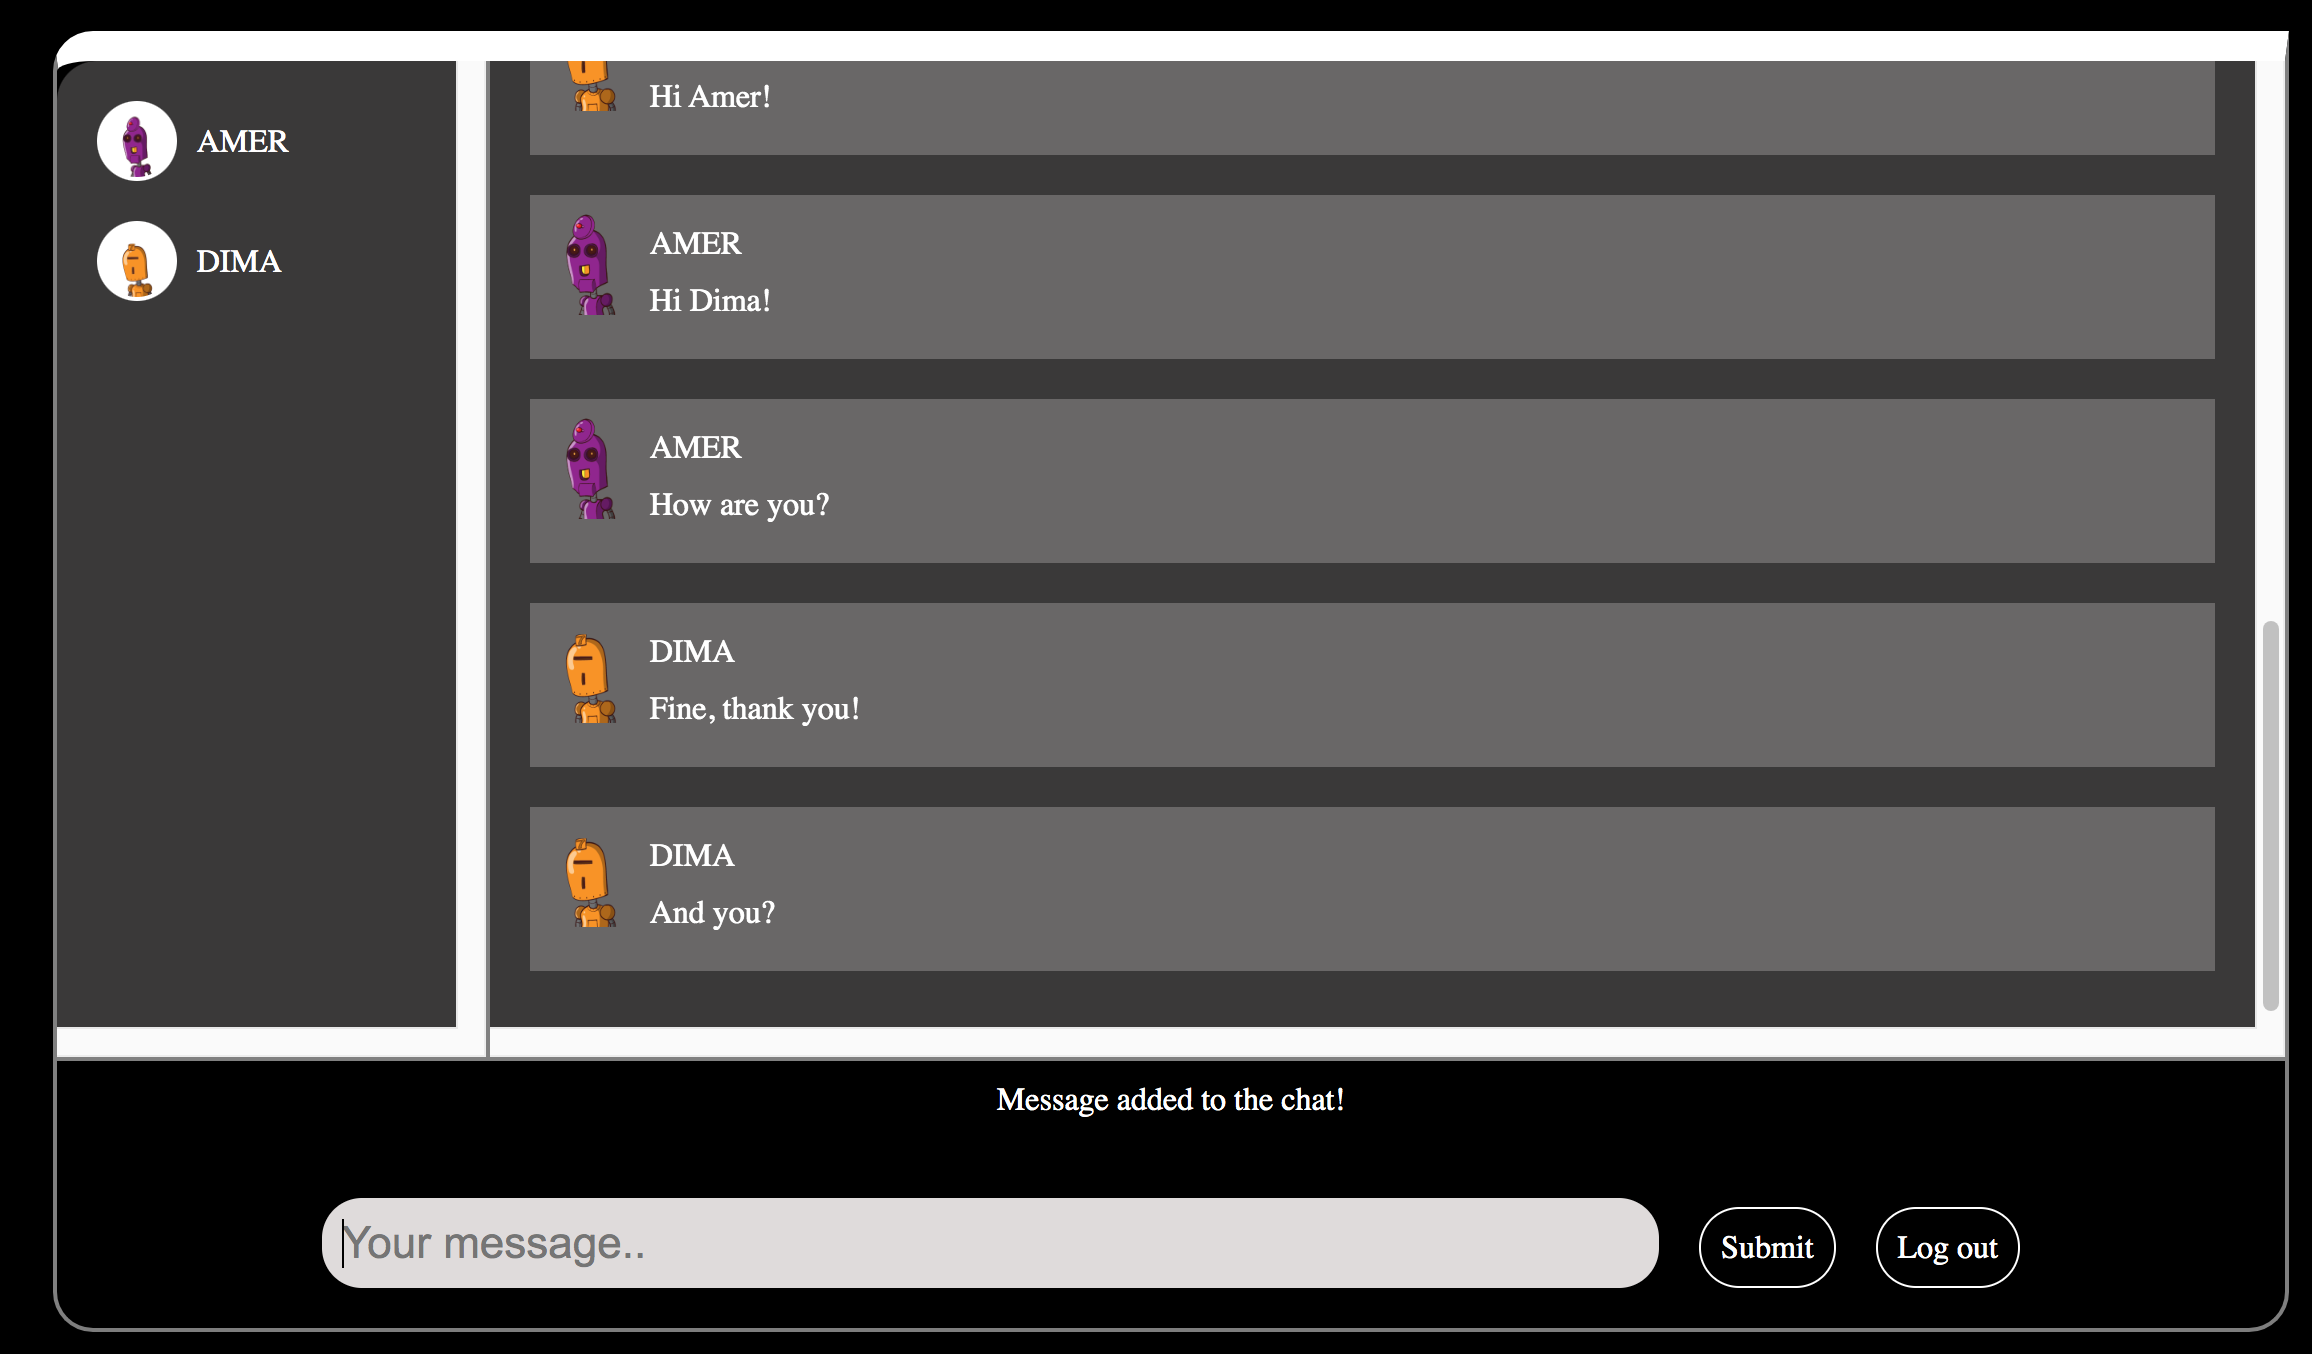 AMER
DIMA
Hi Amer!
AMER
Hi Dima!
AMER
How are you?
DIMA
Fine, thank you!
DIMA
And you?
Message added to the chat!
Your message..
Submit
Log out